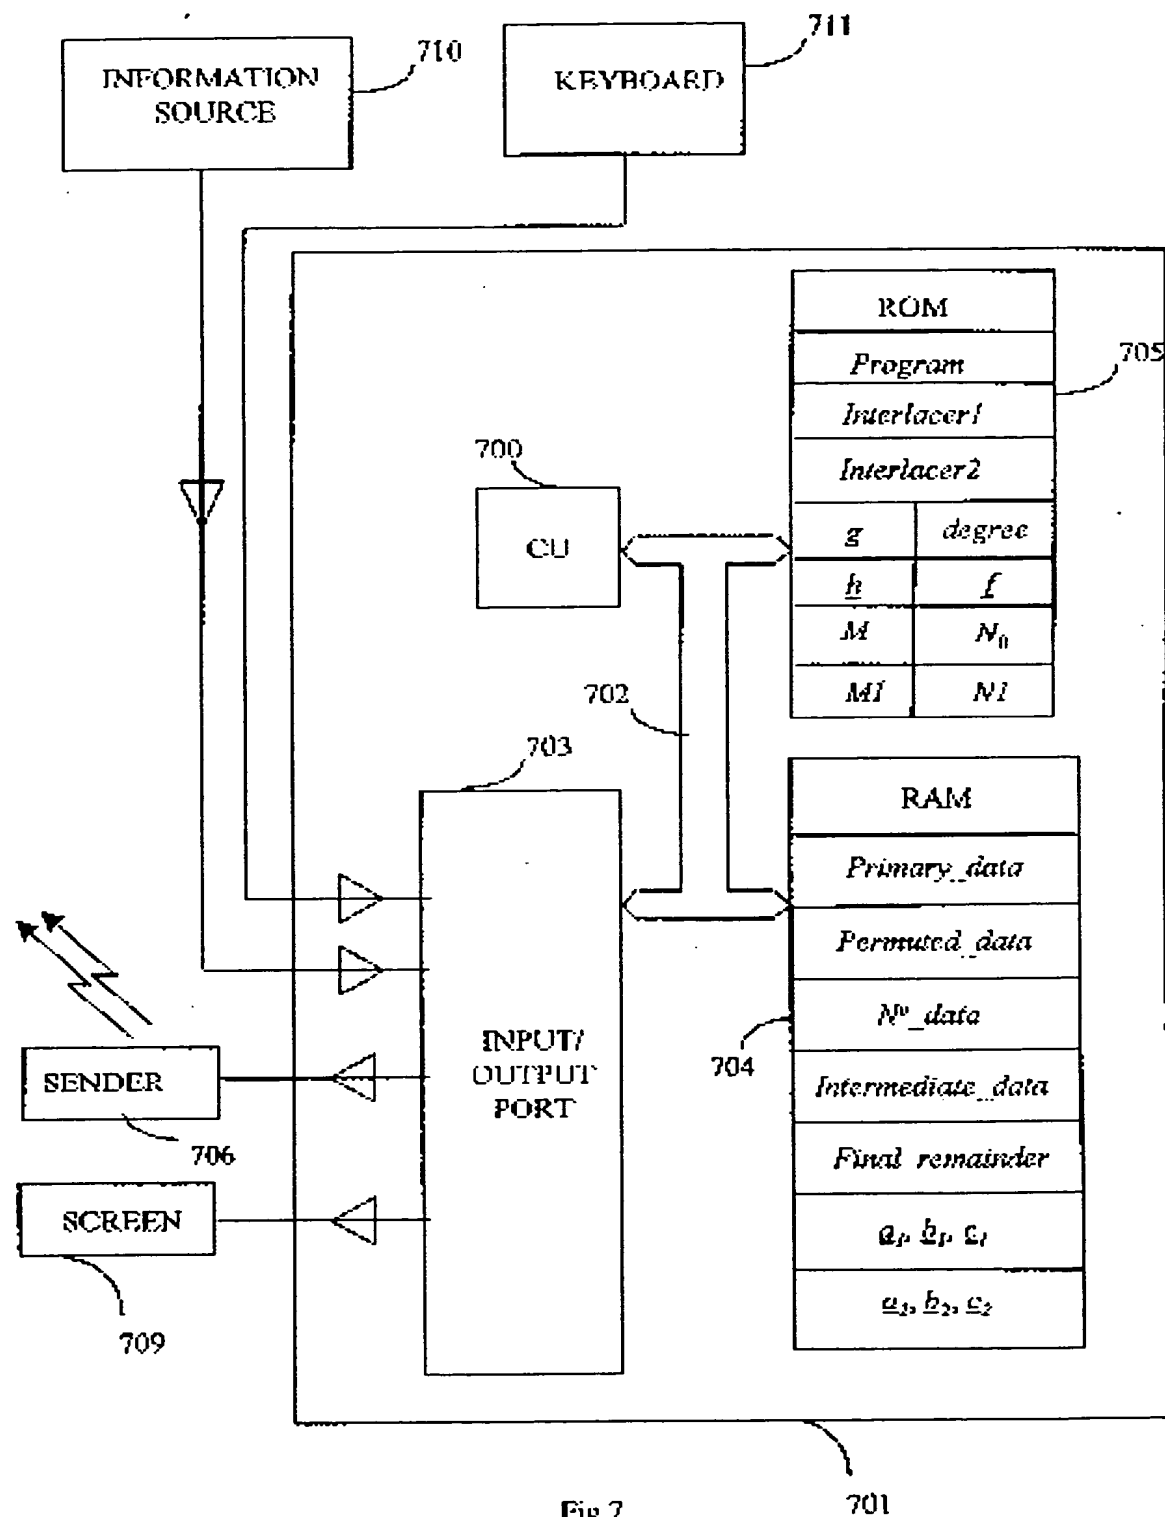 710
INFORMATION
SOURCE
711
KEYBOARD
ROM
Program
705
Interlacer1
Interlacer2
g degree
h f
M N0
M1 N1
700
CU
702
703
INPUT/
OUTPUT
PORT
RAM
Primary_data
Permuted_data
N°_data
704
Intermediate_data
Final remainder
a1, b1, c1
a2, b2, c2
SENDER
706
SCREEN
709
701
Fig 7